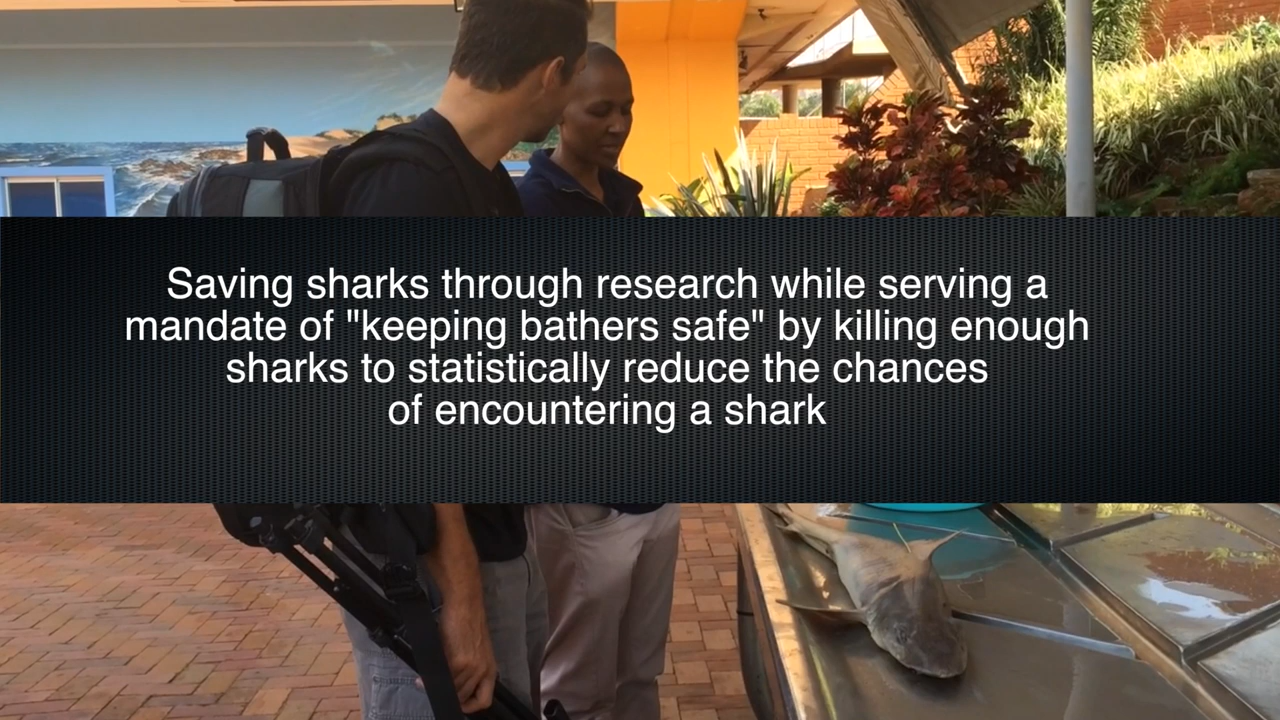 Saving sharks through research while serving a
mandate of "keeping bathers safe" by killing enough
sharks to statistically reduce the chances
of encountering a shark